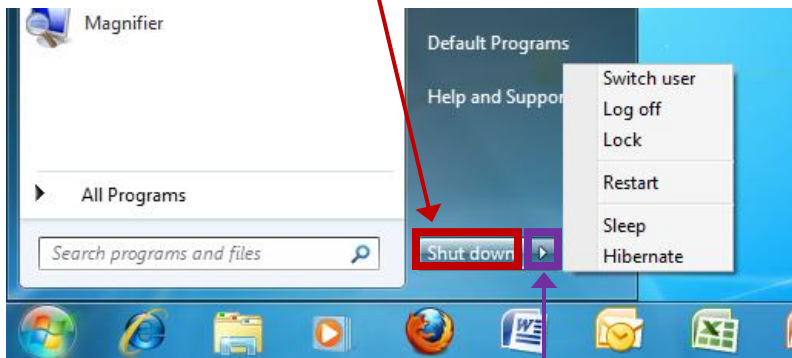 Magnifier
Default Programs
Help and Suppor
Switch user
Log off
Lock
Restart
Sleep
Hibernate
All Programs
Search programs and files
Shut down